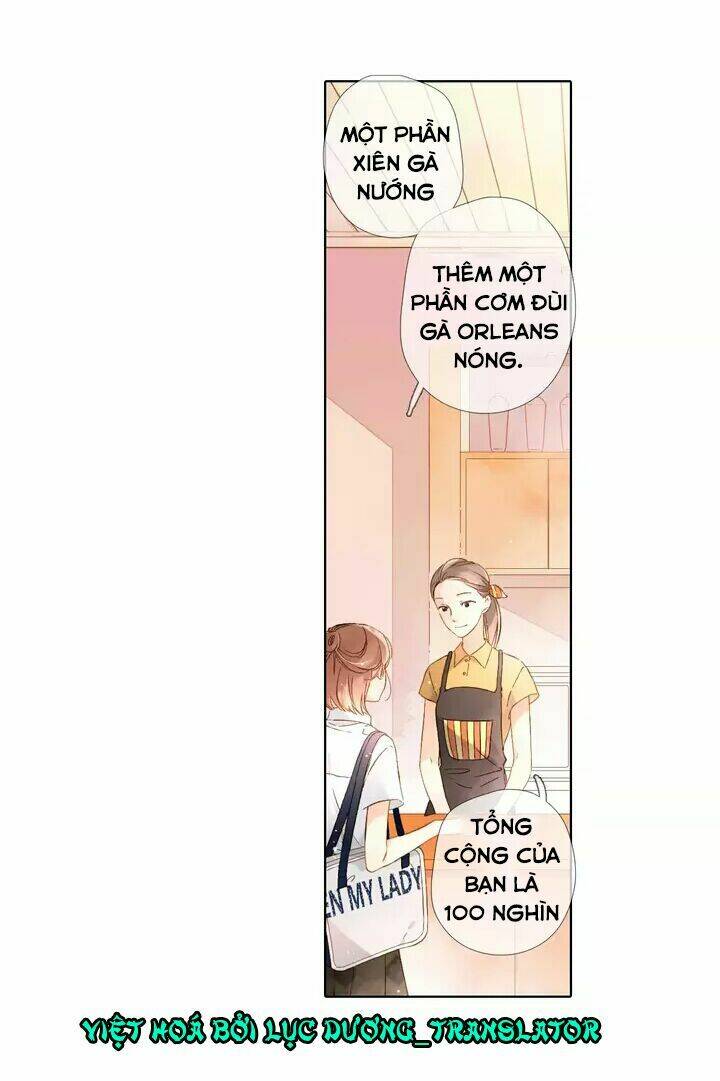 MỘT PHẦN
XIÊN GÀ
NƯỚNG
THÊM MỘT
PHẦN CƠM ĐÙI
GÀ ORLEANS
NÓNG.
TỔNG
CỘNG CỦA
BẠN LÀ
100 NGHÌN
EN MY LADY
VIỆT HOÁ BỞI LỤC DƯƠNG_TRANSLATOR